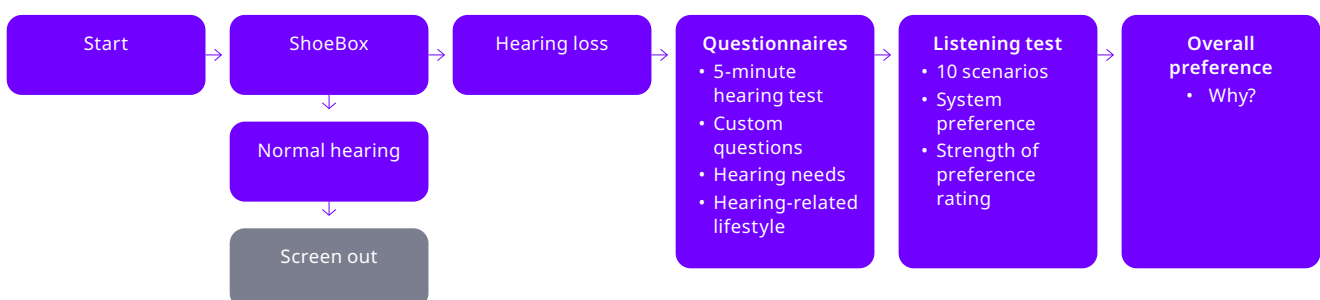 Start
ShoeBox
Hearing loss
Normal hearing
Screen out
Questionnaires
• 5-minute
hearing test
• Custom
questions
• Hearing needs
• Hearing-related
lifestyle
Listening test
• 10 scenarios
• System
preference
• Strength of
preference
rating
Overall
preference
• Why?